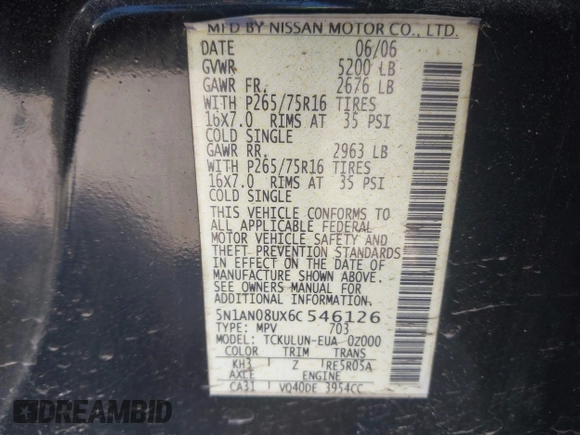 MFD BY NISSAN MOTOR CO., LTD.
DATE 06/06
GVWR 5200 LB
GAWR FR. 2676 LB
WITH P265/75R16 TIRES
16X7.0 RIMS AT 35 PSI
COLD SINGLE
GAWR RR. 2963 LB
WITH P265/75R16 TIRES
16X7.0 RIMS AT 35 PSI
COLD SINGLE
THIS VEHICLE CONFORMS TO
ALL APPLICABLE FEDERAL
MOTOR VEHICLE SAFETY AND
THEFT PREVENTION STANDARDS
IN EFFECT ON THE DATE OF
MANUFACTURE SHOWN ABOVE.
SEE OWNERS MANUAL FOR
ADDITIONAL INFORMATION.
5N1AN08UX6C546126
TYPE: MPV 703
MODEL: TCKULUN-EUA 0Z000
COLOR TRIM TRANS
KH3 Z RE5R05A
AXLE ENGINE
CA31 VQ40DE 3954CC
DREAMBID